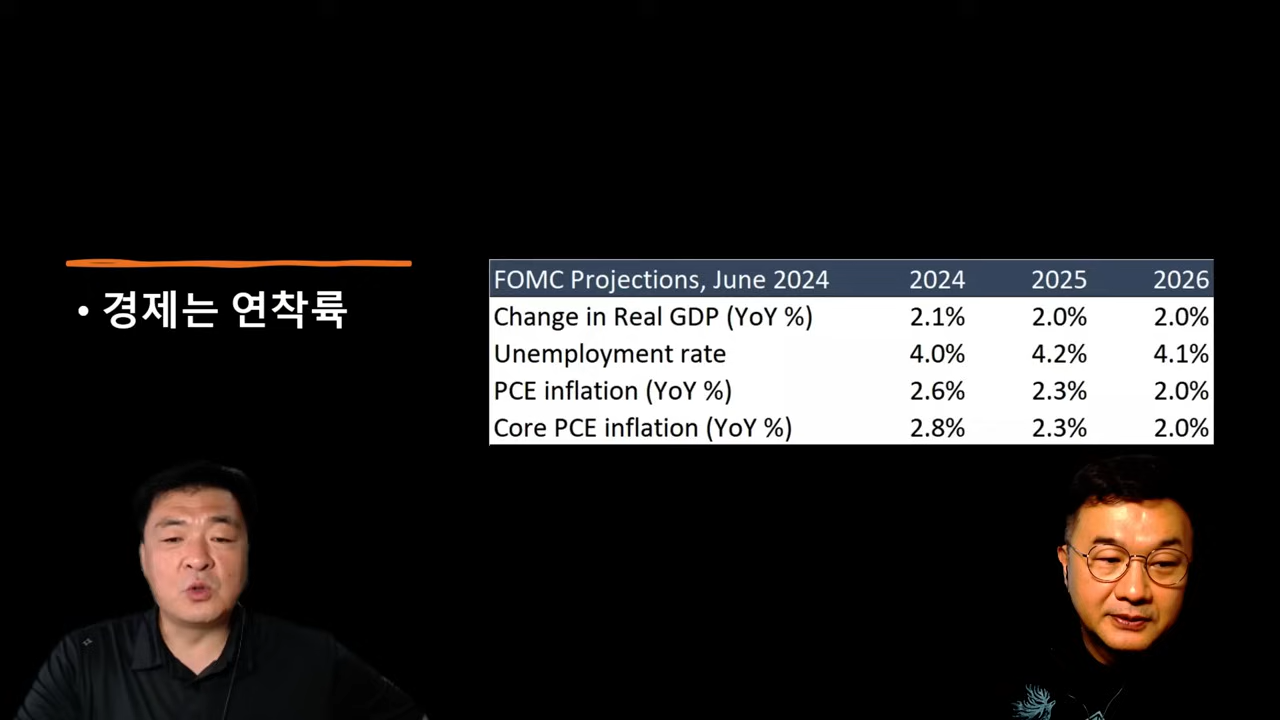 • 경제는 연착륙
FOMC Projections, June 2024 2024 2025 2026
Change in Real GDP (YoY %) 2.1% 2.0% 2.0%
Unemployment rate 4.0% 4.2% 4.1%
PCE inflation (YoY %) 2.6% 2.3% 2.0%
Core PCE inflation (YoY %) 2.8% 2.3% 2.0%